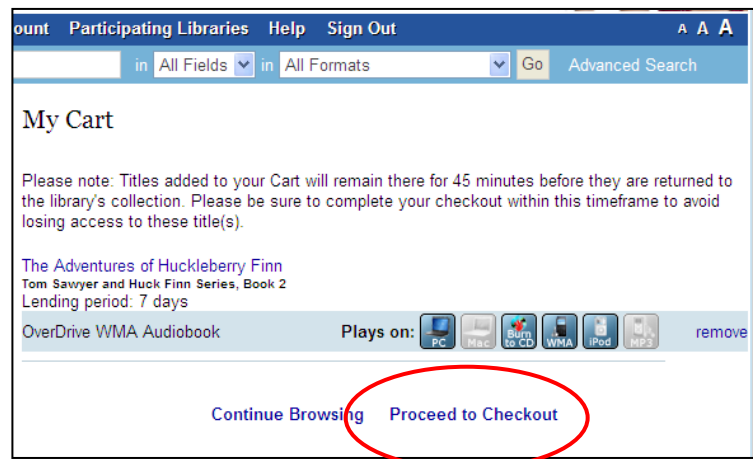 ount Participating Libraries Help Sign Out A A A
in All Fields in All Formats Go Advanced Search
My Cart
Please note: Titles added to your Cart will remain there for 45 minutes before they are returned to
the library's collection. Please be sure to complete your checkout within this timeframe to avoid
losing access to these title(s).
The Adventures of Huckleberry Finn
Tom Sawyer and Huck Finn Series, Book 2
Lending period: 7 days
OverDrive WMA Audiobook Plays on: PC Mac Burn to CD WMA iPod MP3 remove
Continue Browsing Proceed to Checkout